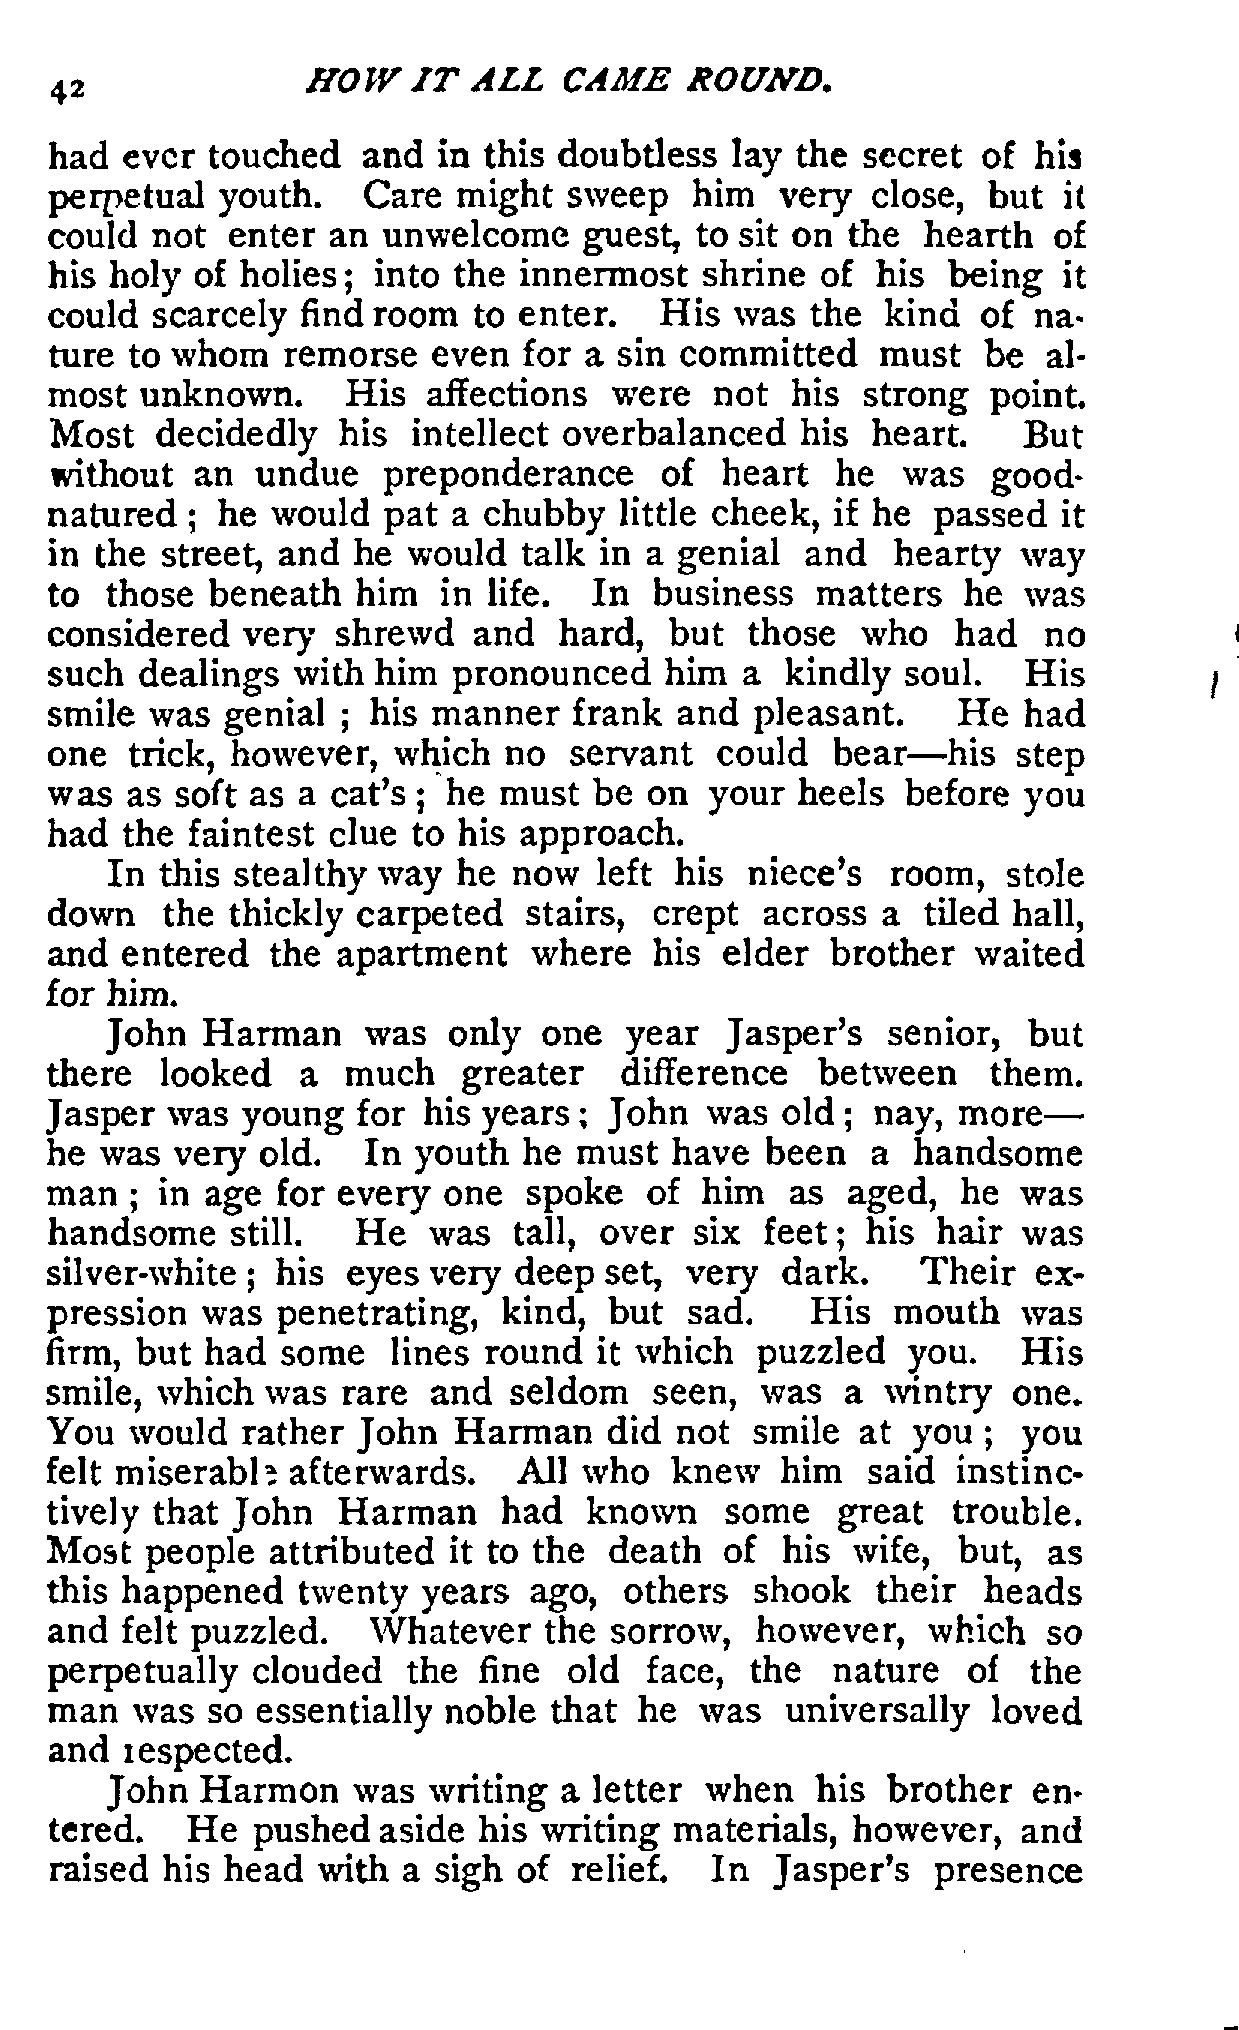 42 HOW IT ALL CAME ROUND.
had ever touched and in this doubtless lay the secret of his
perpetual youth. Care might sweep him very close, but it
could not enter an unwelcome guest, to sit on the hearth of
his holy of holies; into the innermost shrine of his being it
could scarcely find room to enter. His was the kind of na-
ture to whom remorse even for a sin committed must be al-
most unknown. His affections were not his strong point.
Most decidedly his intellect overbalanced his heart. But
without an undue preponderance of heart he was good-
natured; he would pat a chubby little cheek, if he passed it
in the street, and he would talk in a genial and hearty way
to those beneath him in life. In business matters he was
considered very shrewd and hard, but those who had no
such dealings with him pronounced him a kindly soul. His
smile was genial; his manner frank and pleasant. He had
one trick, however, which no servant could bear—his step
was as soft as a cat's; he must be on your heels before you
had the faintest clue to his approach.
In this stealthy way he now left his niece's room, stole
down the thickly carpeted stairs, crept across a tiled hall,
and entered the apartment where his elder brother waited
for him.
John Harman was only one year Jasper's senior, but
there looked a much greater difference between them.
Jasper was young for his years; John was old; nay, more—
he was very old. In youth he must have been a handsome
man; in age for every one spoke of him as aged, he was
handsome still. He was tall, over six feet; his hair was
silver-white; his eyes very deep set, very dark. Their ex-
pression was penetrating, kind, but sad. His mouth was
firm, but had some lines round it which puzzled you. His
smile, which was rare and seldom seen, was a wintry one.
You would rather John Harman did not smile at you; you
felt miserable afterwards. All who knew him said instinc-
tively that John Harman had known some great trouble.
Most people attributed it to the death of his wife, but, as
this happened twenty years ago, others shook their heads
and felt puzzled. Whatever the sorrow, however, which so
perpetually clouded the fine old face, the nature of the
man was so essentially noble that he was universally loved
and respected.
John Harmon was writing a letter when his brother en-
tered. He pushed aside his writing materials, however, and
raised his head with a sigh of relief. In Jasper's presence